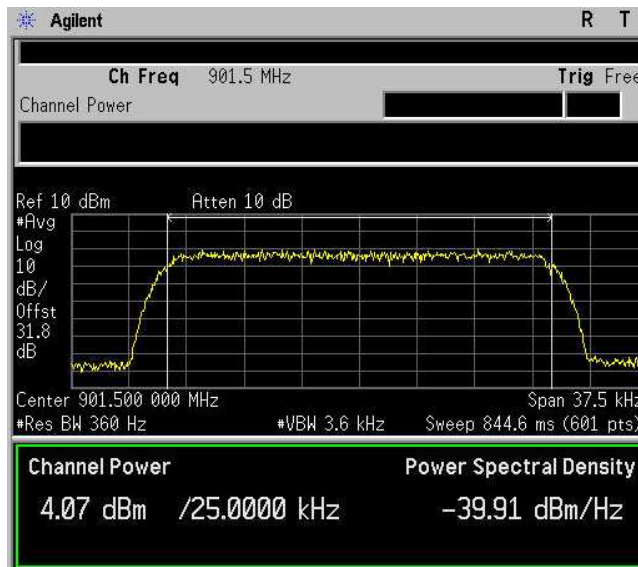 Agilent R T
Ch Freq 901.5 MHz Trig Free
Channel Power
Ref 10 dBm Atten 10 dB
#Avg
Log
10
dB/
Offst
31.8
dB
Center 901.500 000 MHz Span 37.5 kHz
#Res BW 360 Hz #VBW 3.6 kHz Sweep 844.6 ms (601 pts)
Channel Power Power Spectral Density
4.07 dBm /25.0000 kHz -39.91 dBm/Hz